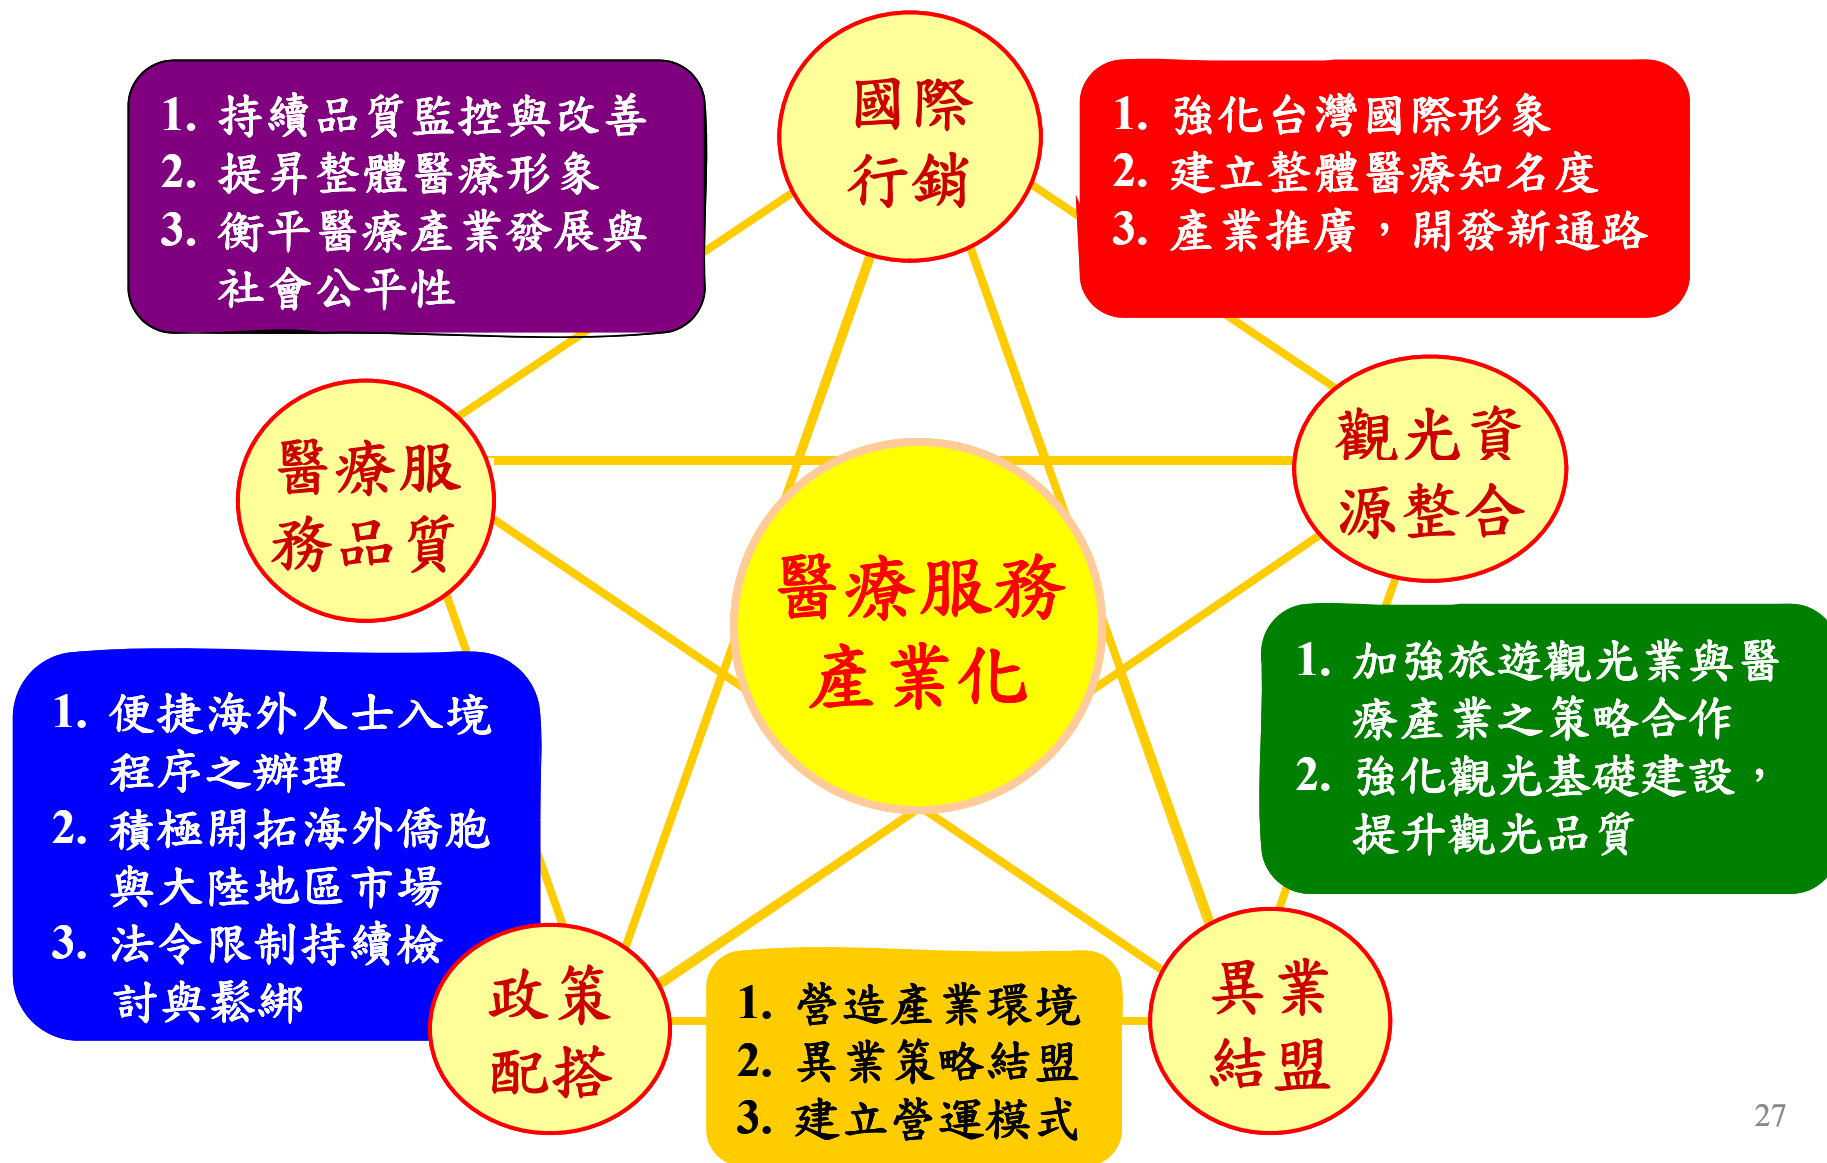 國際
行銷
1. 持續品質監控與改善
2. 提昇整體醫療形象
3. 衡平醫療產業發展與
社會公平性
1. 強化台灣國際形象
2. 建立整體醫療知名度
3. 產業推廣，開發新通路
醫療服
務品質
觀光資
源整合
醫療服務
產業化
1. 便捷海外人士入境
程序之辦理
2. 積極開拓海外僑胞
與大陸地區市場
3. 法令限制持續檢
討與鬆綁
1. 加強旅遊觀光業與醫
療產業之策略合作
2. 強化觀光基礎建設，
提升觀光品質
政策
配搭
1. 營造產業環境
2. 異業策略結盟
3. 建立營運模式
異業
結盟
27